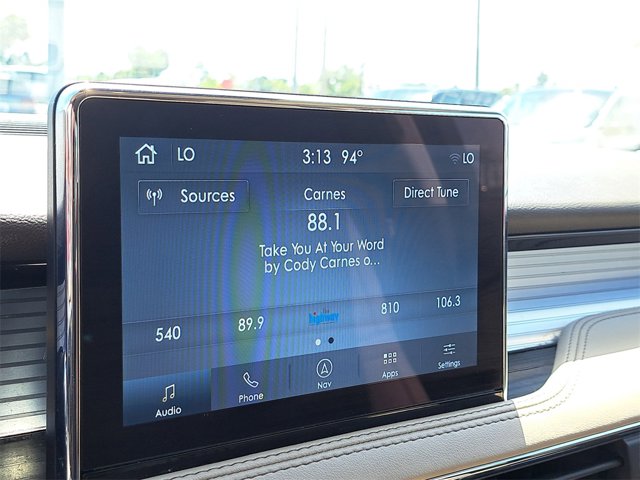 LO 3:13 94° LO
Sources Carnes Direct Tune
88.1
Take You At Your Word
by Cody Carnes o...
540 89.9 highway 810 106.3
Audio Phone Nav Apps Settings